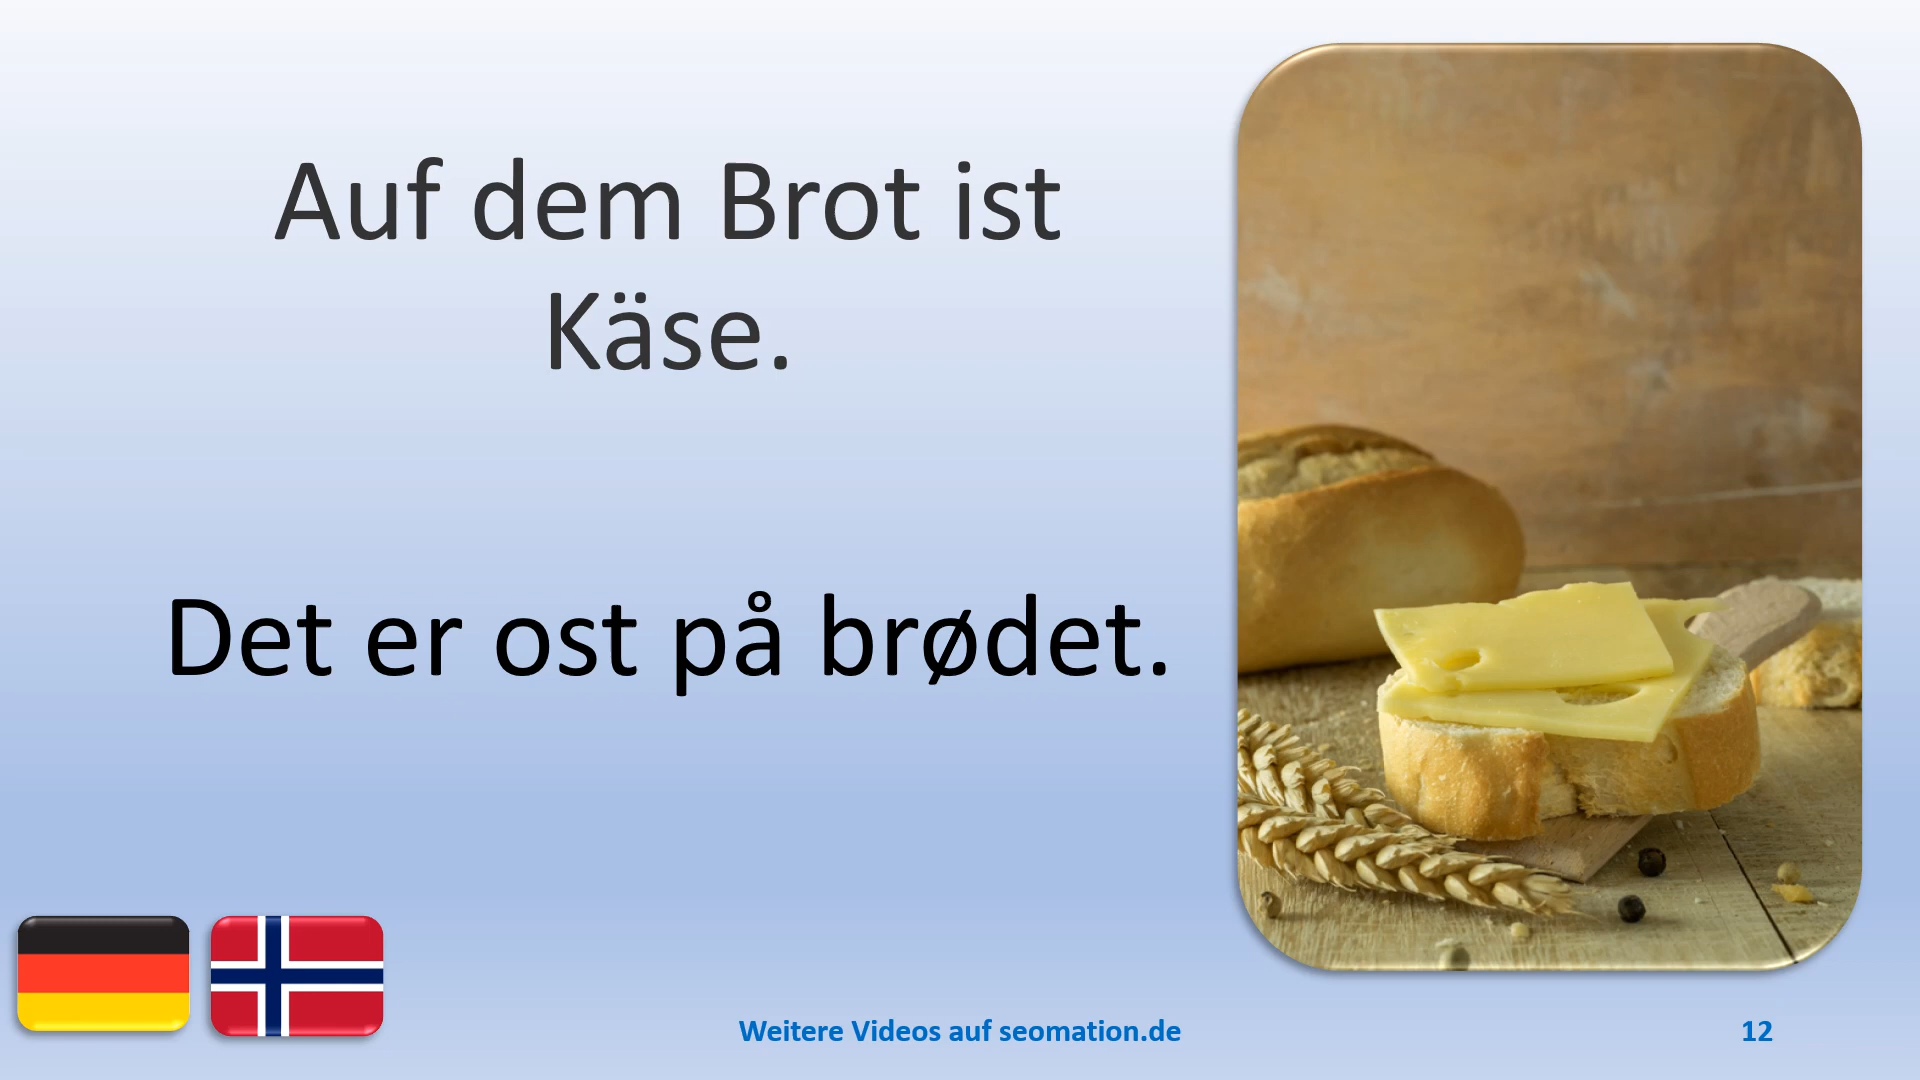 Auf dem Brot ist
Käse.
Det er ost på brødet.
Weitere Videos auf seomation.de
12